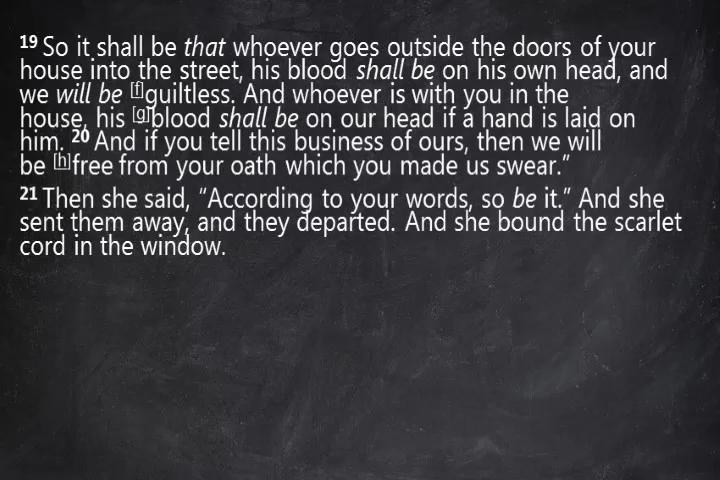 19 So it shall be that whoever goes outside the doors of your
house into the street, his blood shall be on his own head, and
we will be [f]guiltless. And whoever is with you in the
house, his [g]blood shall be on our head if a hand is laid on
him. 20 And if you tell this business of ours, then we will
be [h]free from your oath which you made us swear.”
21 Then she said, “According to your words, so be it.” And she
sent them away, and they departed. And she bound the scarlet
cord in the window.